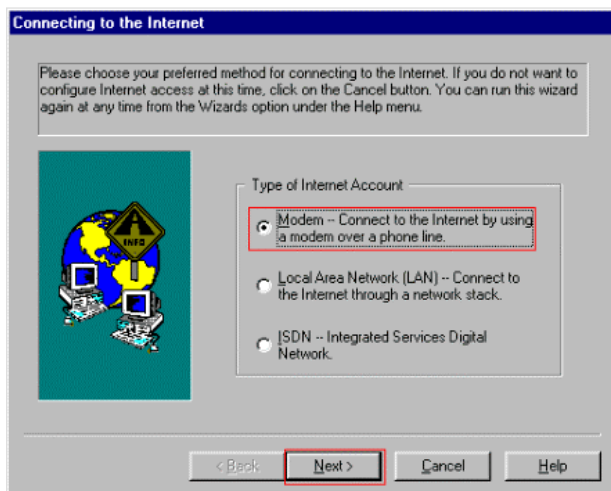 Connecting to the Internet
Please choose your preferred method for connecting to the Internet. If you do not want to
configure Internet access at this time, click on the Cancel button. You can run this wizard
again at any time from the Wizards option under the Help menu.
INFO
Type of Internet Account
Modem -- Connect to the Internet by using
a modem over a phone line.
Local Area Network (LAN) -- Connect to
the Internet through a network stack.
ISDN -- Integrated Services Digital
Network.
< Back
Next >
Cancel
Help